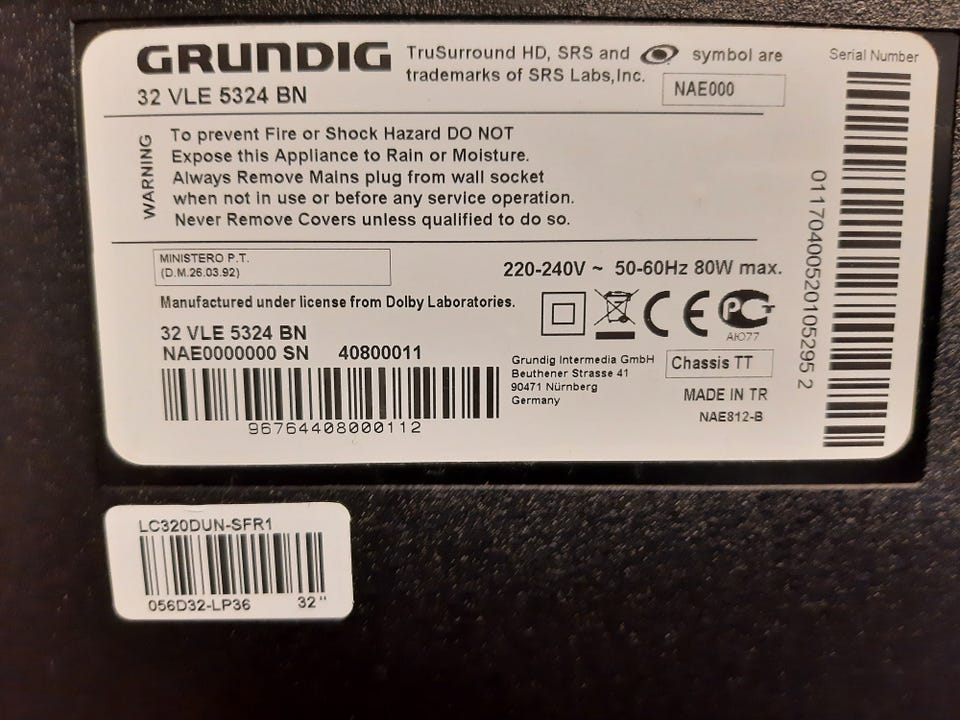 GRUNDIG
32 VLE 5324 BN
TruSurround HD, SRS and symbol are
trademarks of SRS Labs,Inc.
NAE000
Serial Number
WARNING
To prevent Fire or Shock Hazard DO NOT
Expose this Appliance to Rain or Moisture.
Always Remove Mains plug from wall socket
when not in use or before any service operation.
Never Remove Covers unless qualified to do so.
011704005201052952
MINISTERO P.T.
(D.M.26.03.92)
220-240V ~ 50-60Hz 80W max.
Manufactured under license from Dolby Laboratories.
CE
РСТ
АЮ77
32 VLE 5324 BN
NAE0000000 SN 40800011
96764408000112
Grundig Intermedia GmbH
Beuthener Strasse 41
90471 Nürnberg
Germany
Chassis TT
MADE IN TR
NAE812-B
LC320DUN-SFR1
056D32-LP36 32"